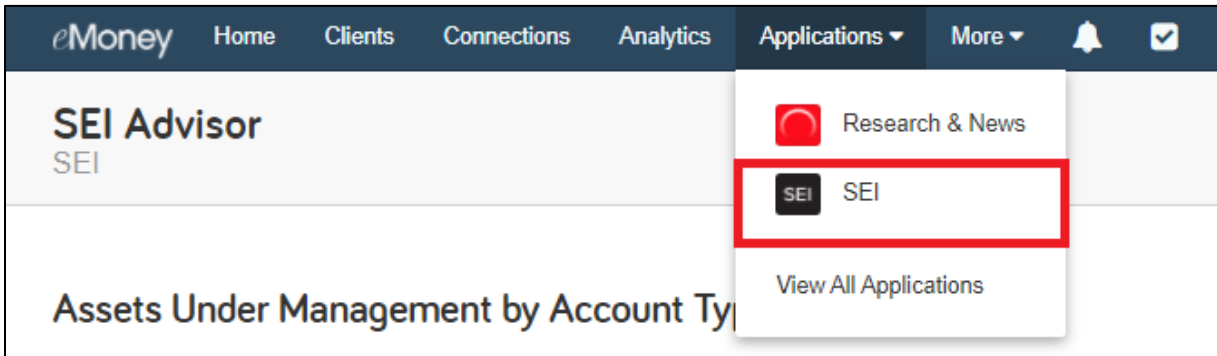 eMoney Home Clients Connections Analytics Applications More
SEI Advisor
SEI
Research & News
SEI SEI
View All Applications
Assets Under Management by Account Ty